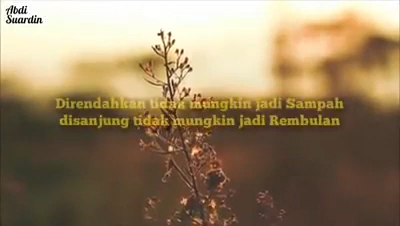 Abdi
Suardin
Direndahkan tidak mungkin jadi Sampah
disanjung tidak mungkin jadi Rembulan